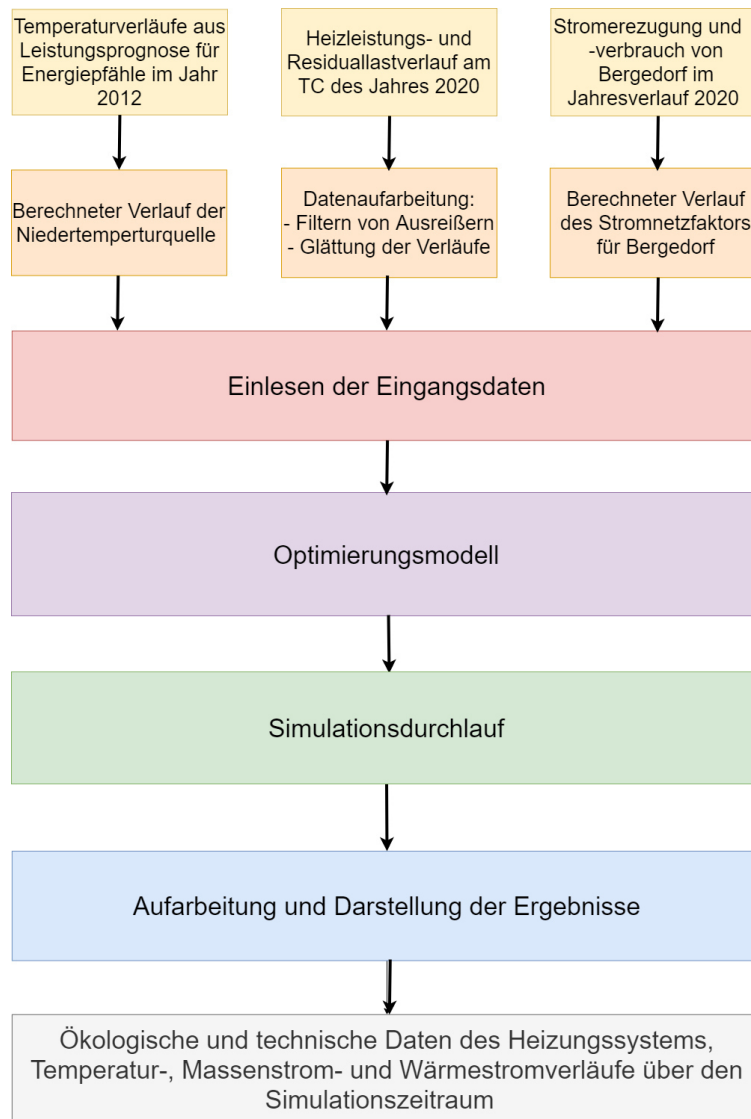 Temperaturverläufe aus
Leistungsprognose für
Energiepfähle im Jahr
2012
Heizleistungs- und
Residuallastverlauf am
TC des Jahres 2020
Stromerezugung und
-verbrauch von
Bergedorf im
Jahresverlauf 2020
Berechneter Verlauf der
Niedertemperturquelle
Datenaufarbeitung:
- Filtern von Ausreißern
- Glättung der Verläufe
Berechneter Verlauf
des Stromnetzfaktors
für Bergedorf
Einlesen der Eingangsdaten
Optimierungsmodell
Simulationsdurchlauf
Aufarbeitung und Darstellung der Ergebnisse
Ökologische und technische Daten des Heizungssystems,
Temperatur-, Massenstrom- und Wärmestromverläufe über den
Simulationszeitraum